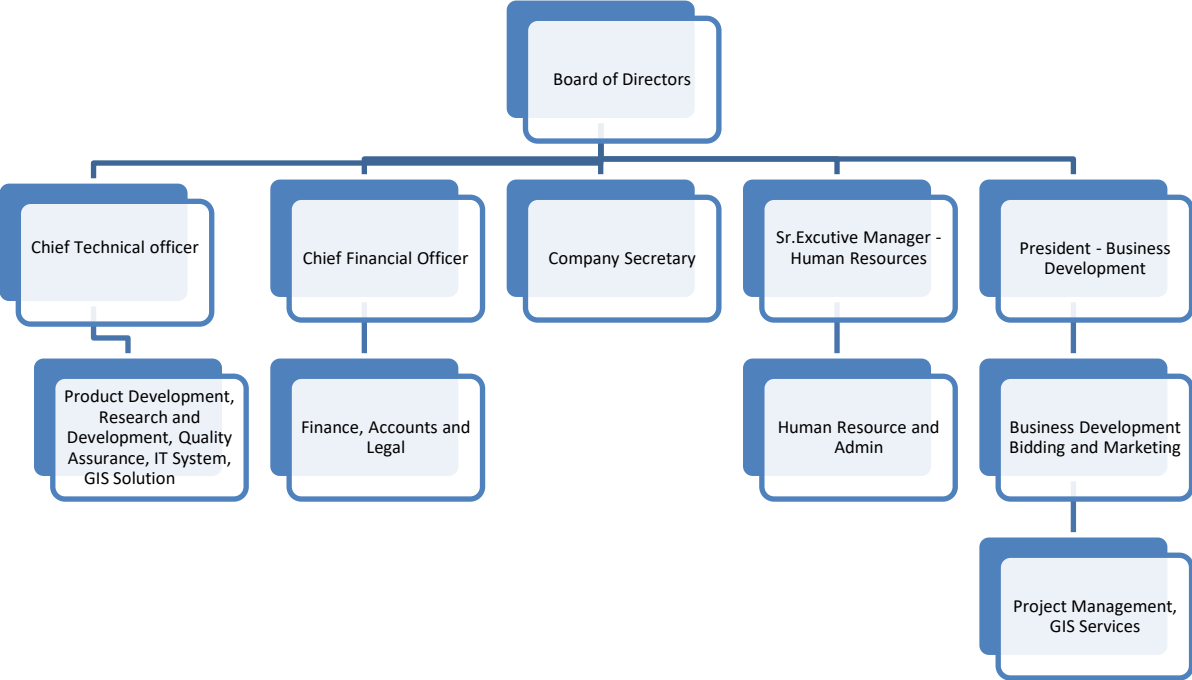 Board of Directors
Chief Technical officer
Chief Financial Officer
Company Secretary
Sr.Excutive Manager -
Human Resources
President - Business
Development
Product Development,
Research and
Development, Quality
Assurance, IT System,
GIS Solution
Finance, Accounts and
Legal
Human Resource and
Admin
Business Development
Bidding and Marketing
Project Management,
GIS Services